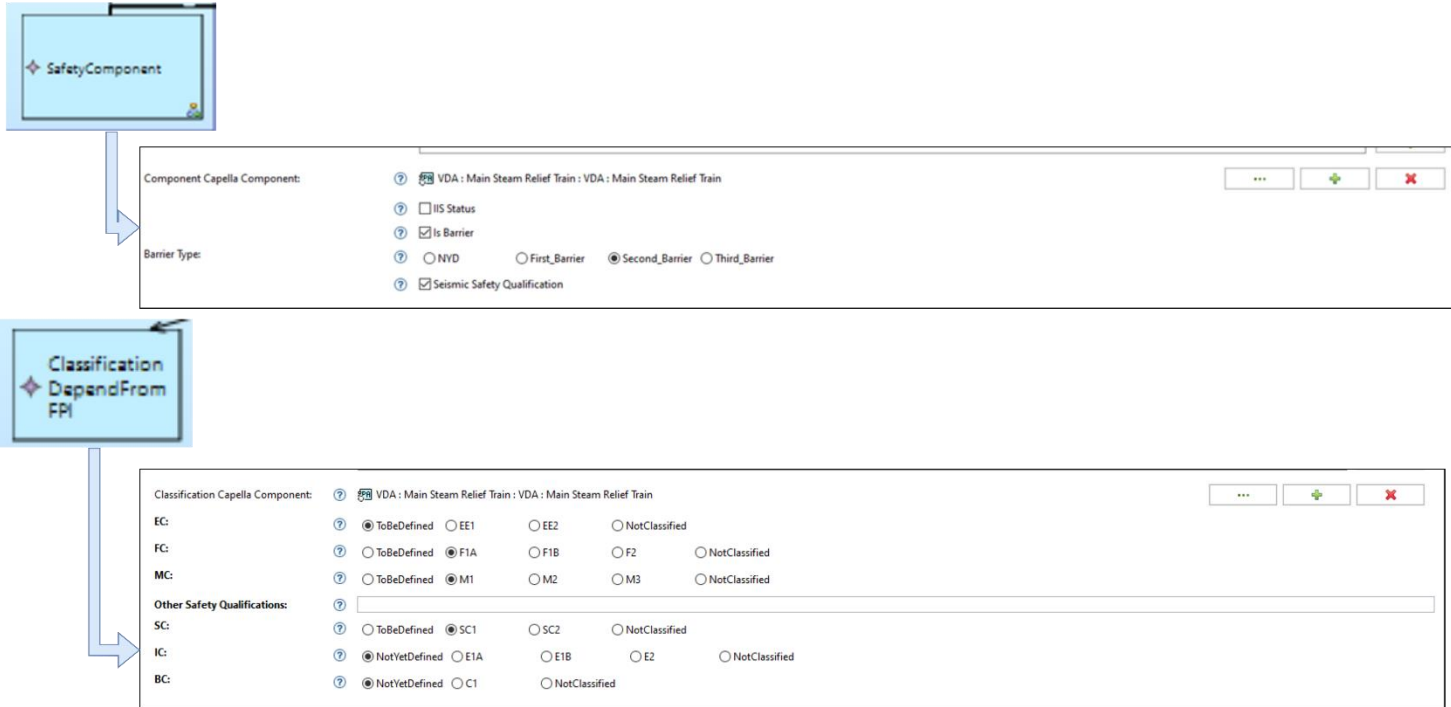 SafetyComponent
Component Capella Component: VDA : Main Steam Relief Train : VDA : Main Steam Relief Train ...
IIS Status
Is Barrier
Barrier Type: NYD First_Barrier Second_Barrier Third_Barrier
Seismic Safety Qualification
Classification
DependFrom
FPI
Classification Capella Component: VDA : Main Steam Relief Train : VDA : Main Steam Relief Train ...
EC: ToBeDefined EE1 EE2 NotClassified
FC: ToBeDefined F1A F1B F2 NotClassified
MC: ToBeDefined M1 M2 M3 NotClassified
Other Safety Qualifications:
SC: ToBeDefined SC1 SC2 NotClassified
IC: NotYetDefined E1A E1B E2 NotClassified
BC: NotYetDefined C1 NotClassified